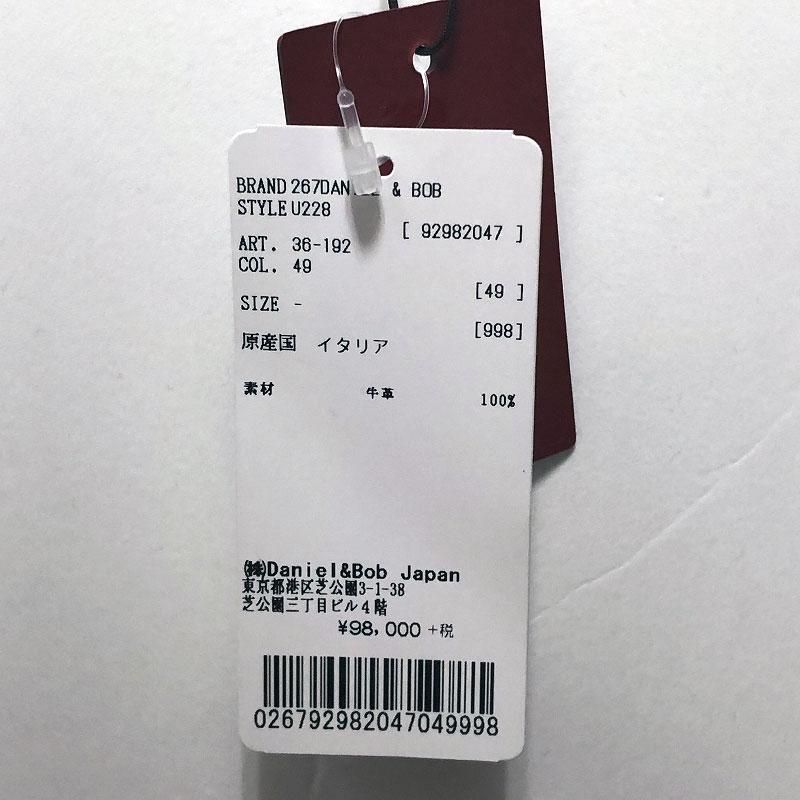 BRAND 267DANIEL & BOB
STYLE U228
[ 92982047 ]
ART. 36-192
COL. 49
[49 ]
SIZE -
[998]
原産国 イタリア
素材 牛革 100%
㈱Daniel&Bob Japan
東京都港区芝公園3-1-38
芝公園三丁目ビル4階
¥98,000 +税
026792982047049998